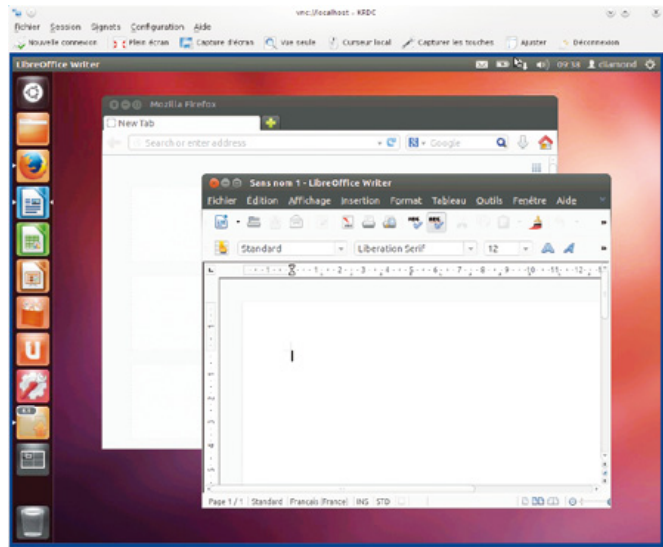 vnc://localhost - KRDC
Fichier Session Signets Configuration Aide
Nouvelle connexion Plein écran Capture d'écran Vue seule Curseur local Capturer les touches Ajuster Déconnexion
LibreOffice Writer
Mozilla Firefox
New Tab
Search or enter address Google
Sans nom 1 - LibreOffice Writer
Fichier Édition Affichage Insertion Format Tableau Outils Fenêtre Aide
Standard Liberation Serif 12
Page 1 / 1 Standard Français (France) INS STD